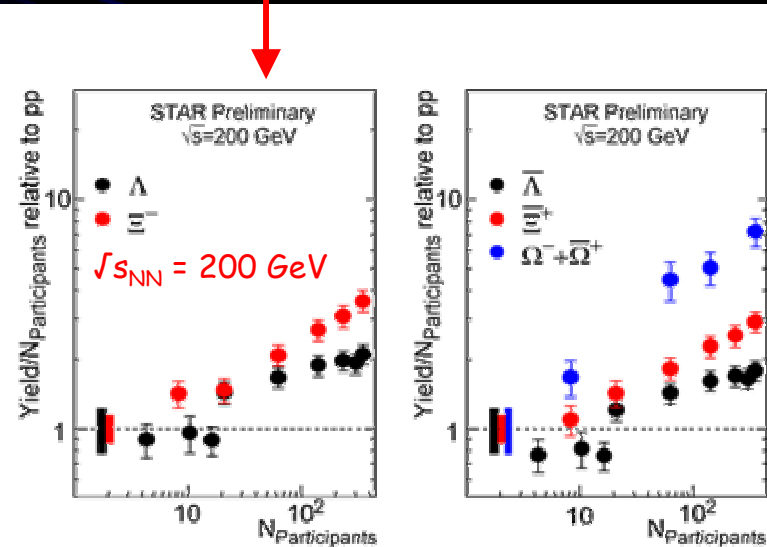 STAR Preliminary
√s=200 GeV
Λ
Ξ⁻
√sNN = 200 GeV
10
1
Yield/NParticipants relative to pp
10
10²
NParticipants
STAR Preliminary
√s=200 GeV
Λ̅
Ξ̅⁺
Ω⁻+Ω̅⁺
10
1
Yield/NParticipants relative to pp
10
10²
NParticipants